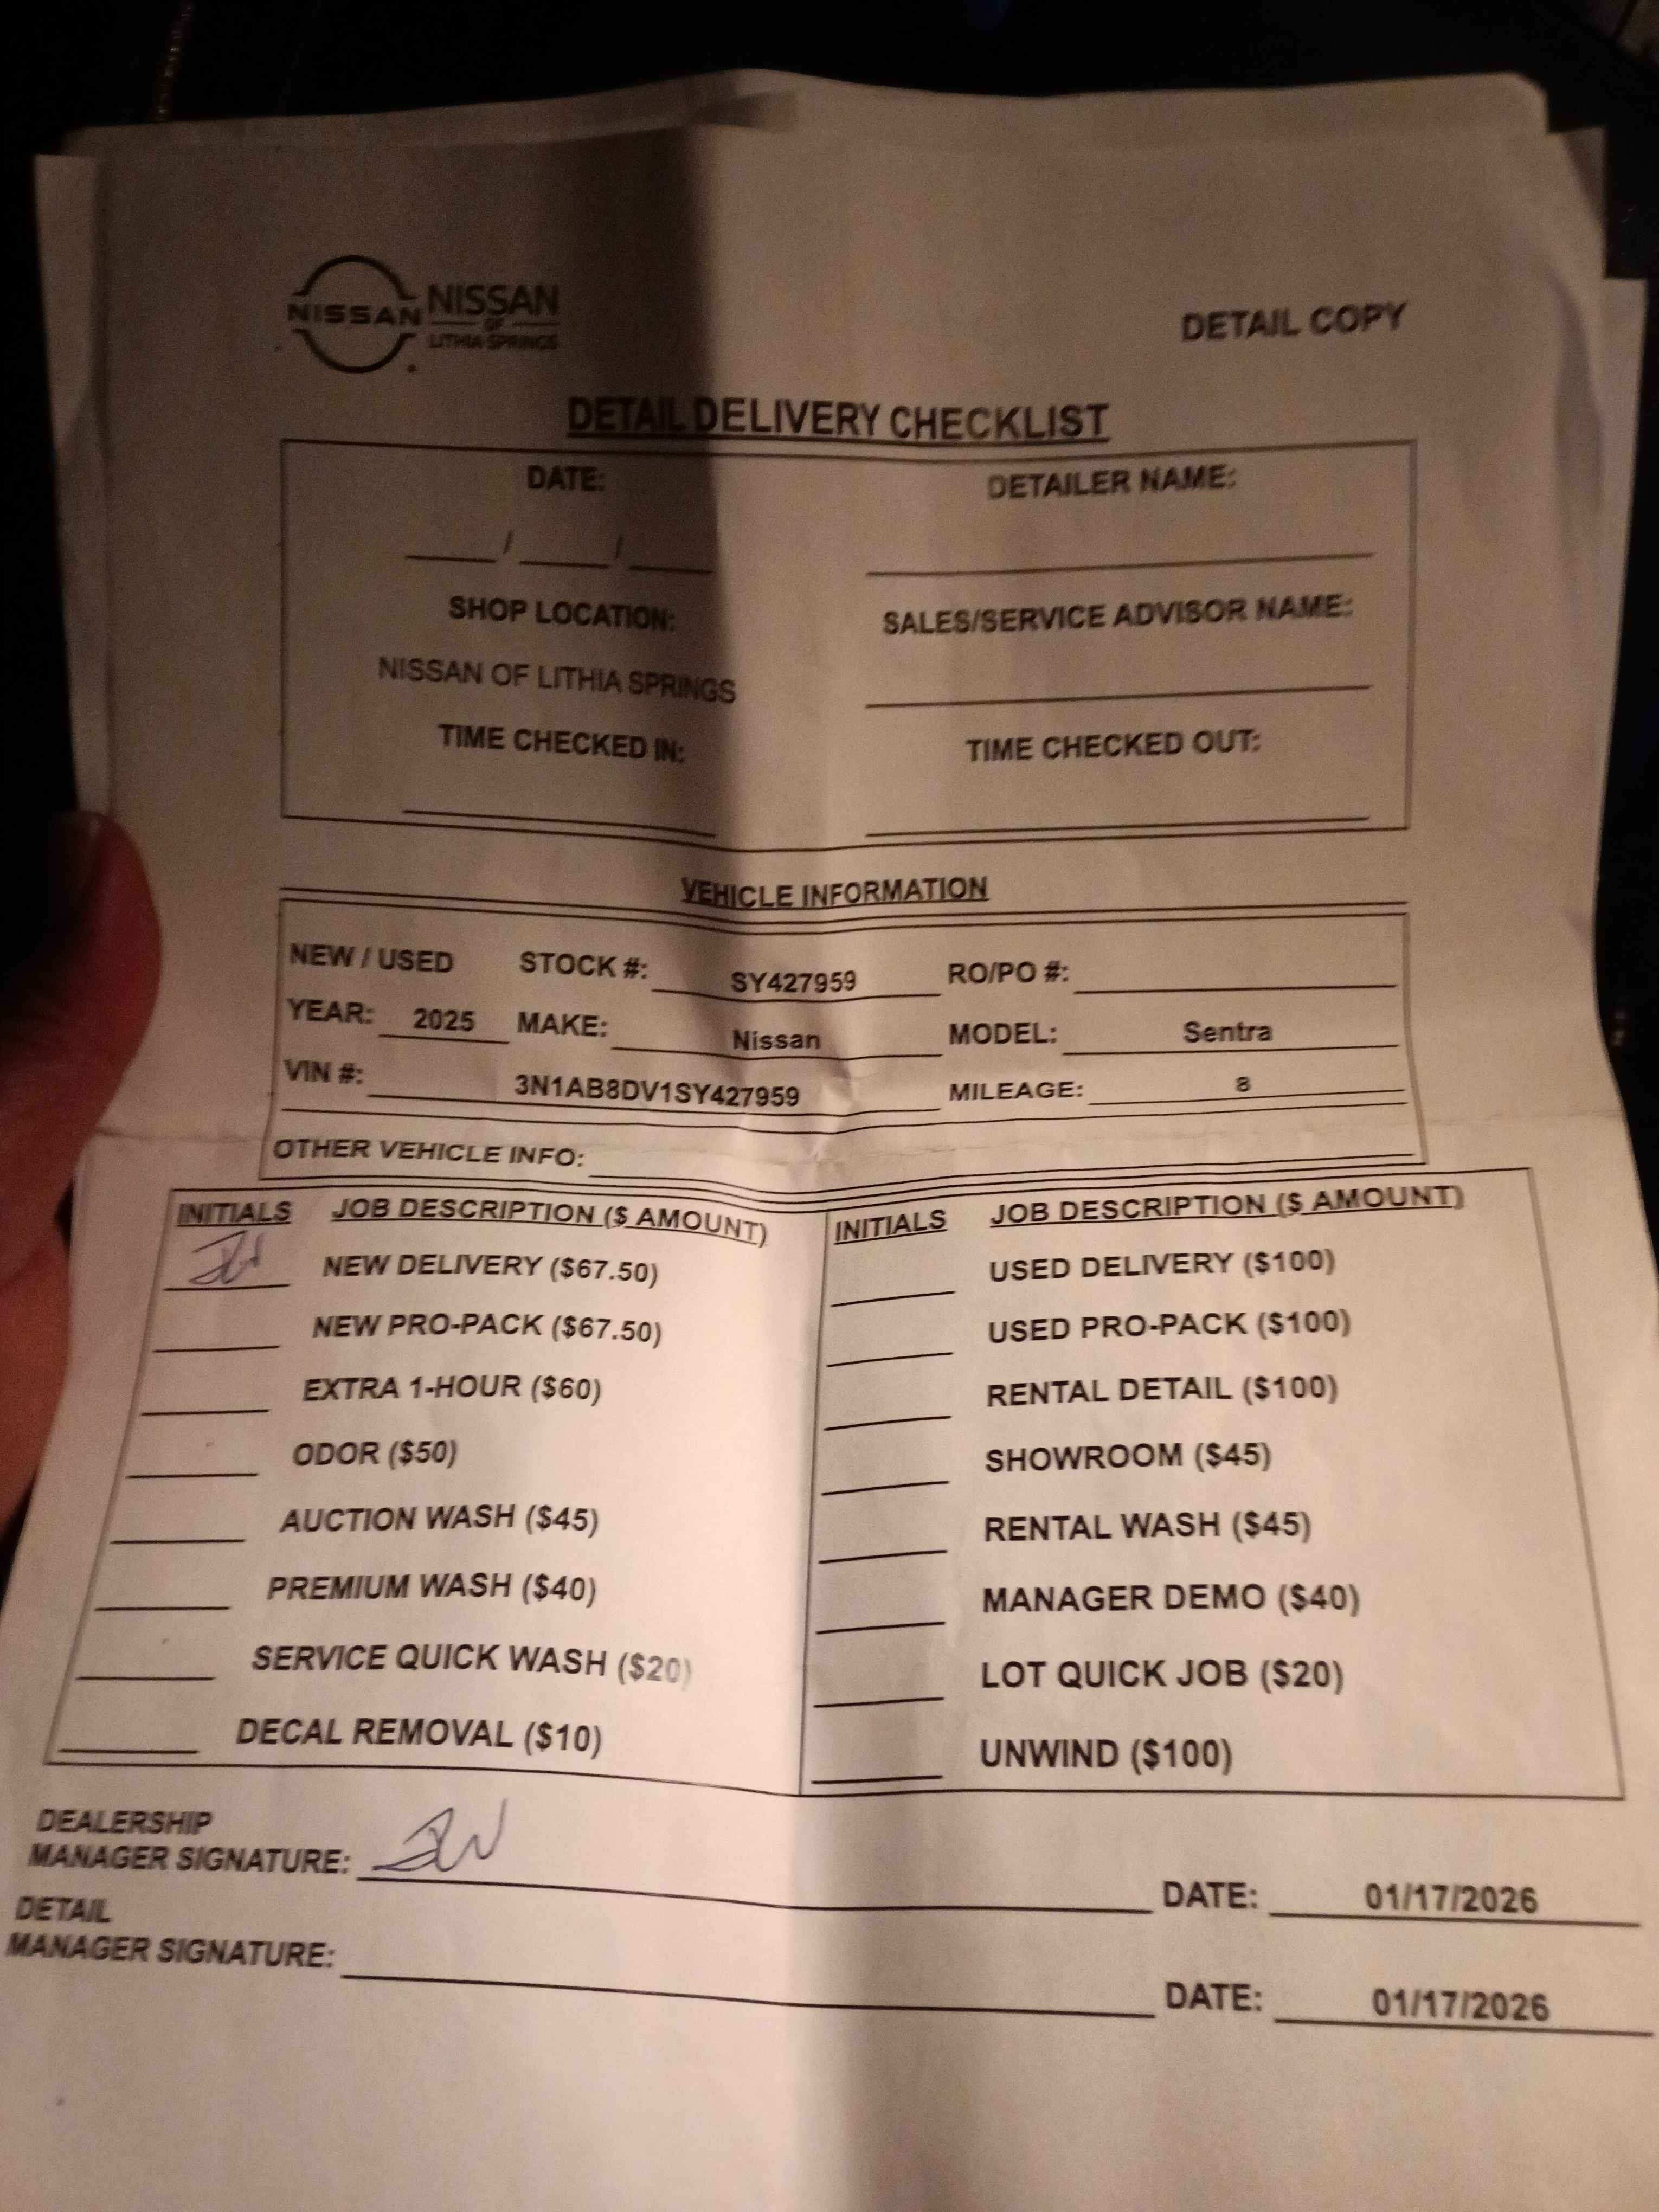 NISSAN NISSAN
OF
LITHIA SPRINGS
DETAIL COPY
DETAIL DELIVERY CHECKLIST
DATE: DETAILER NAME:
____/____/____
SHOP LOCATION: SALES/SERVICE ADVISOR NAME:
NISSAN OF LITHIA SPRINGS
TIME CHECKED IN: TIME CHECKED OUT:
VEHICLE INFORMATION
NEW / USED STOCK #: SY427959 RO/PO #:
YEAR: 2025 MAKE: Nissan MODEL: Sentra
VIN #: 3N1AB8DV1SY427959 MILEAGE: 8
OTHER VEHICLE INFO:
INITIALS JOB DESCRIPTION ($ AMOUNT) INITIALS JOB DESCRIPTION ($ AMOUNT)
NEW DELIVERY ($67.50) USED DELIVERY ($100)
NEW PRO-PACK ($67.50) USED PRO-PACK ($100)
EXTRA 1-HOUR ($60) RENTAL DETAIL ($100)
ODOR ($50) SHOWROOM ($45)
AUCTION WASH ($45) RENTAL WASH ($45)
PREMIUM WASH ($40) MANAGER DEMO ($40)
SERVICE QUICK WASH ($20) LOT QUICK JOB ($20)
DECAL REMOVAL ($10) UNWIND ($100)
DEALERSHIP
MANAGER SIGNATURE: DATE: 01/17/2026
DETAIL
MANAGER SIGNATURE: DATE: 01/17/2026